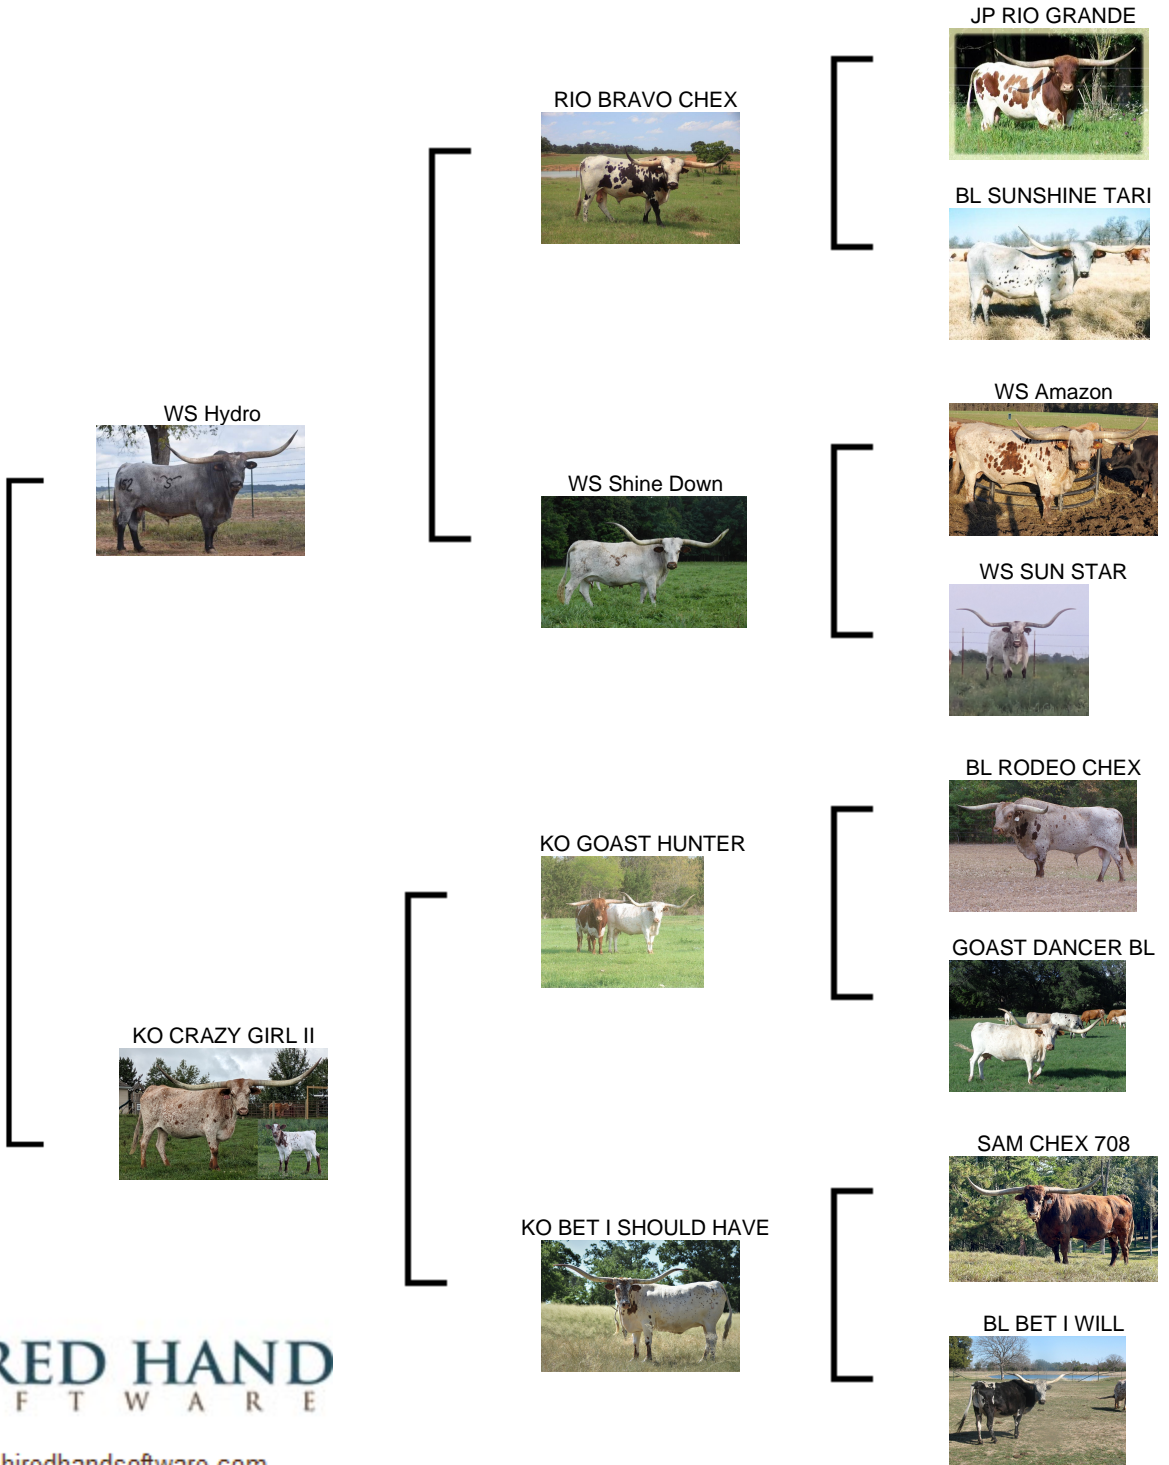 JP RIO GRANDE
RIO BRAVO CHEX
BL SUNSHINE TARI
WS Amazon
WS Hydro
WS Shine Down
WS SUN STAR
BL RODEO CHEX
KO GOAST HUNTER
GOAST DANCER BL
KO CRAZY GIRL II
SAM CHEX 708
KO BET I SHOULD HAVE
BL BET I WILL
RED HAND
F T W A R E
hiredhandsoftware.com